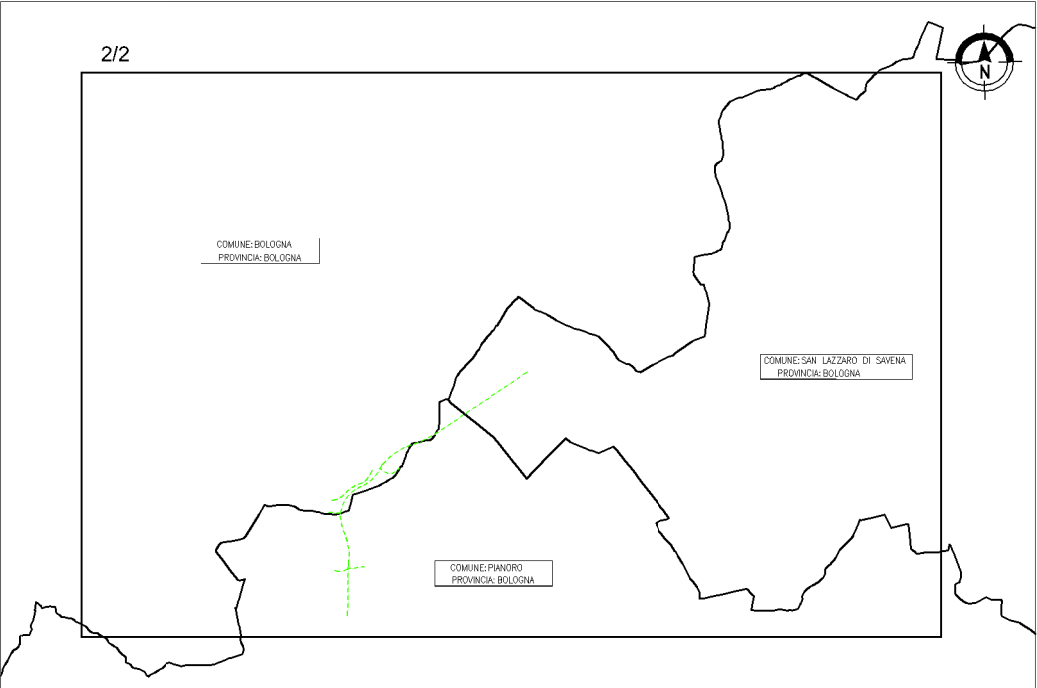 2/2
N
COMUNE: BOLOGNA
PROVINCIA: BOLOGNA
COMUNE: SAN LAZZARO DI SAVENA
PROVINCIA: BOLOGNA
COMUNE: PIANORO
PROVINCIA: BOLOGNA